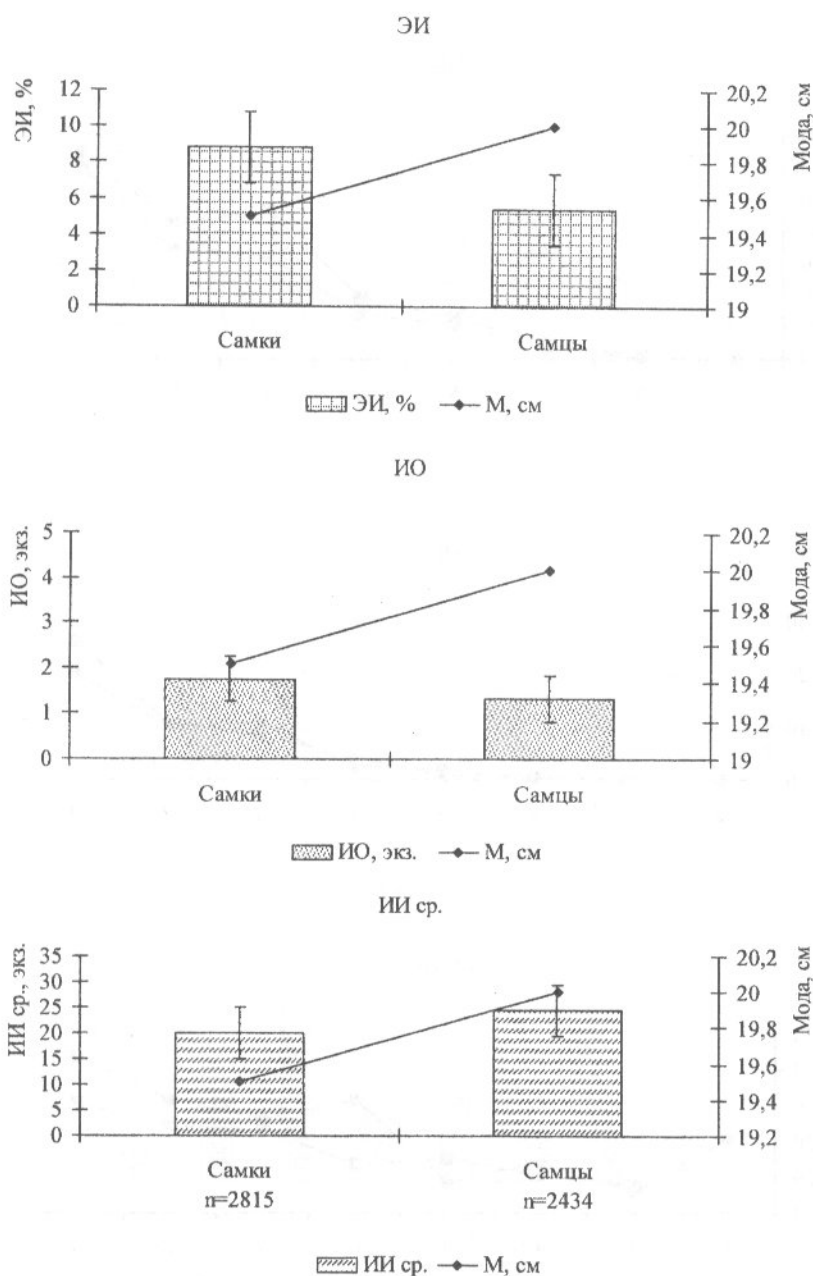 ЭИ
ЭИ, %
12
10
8
6
4
2
0
20,2
20
19,8
19,6
19,4
19,2
19
Мода, см
Самки Самцы
ЭИ, % М, см
ИО
ИО, экз.
5
4
3
2
1
0
20,2
20
19,8
19,6
19,4
19,2
19
Мода, см
Самки Самцы
ИО, экз. М, см
ИИ ср.
ИИ ср., экз.
35
30
25
20
15
10
5
0
20,2
20
19,8
19,6
19,4
19,2
Мода, см
Самки Самцы
n=2815 n=2434
ИИ ср. М, см